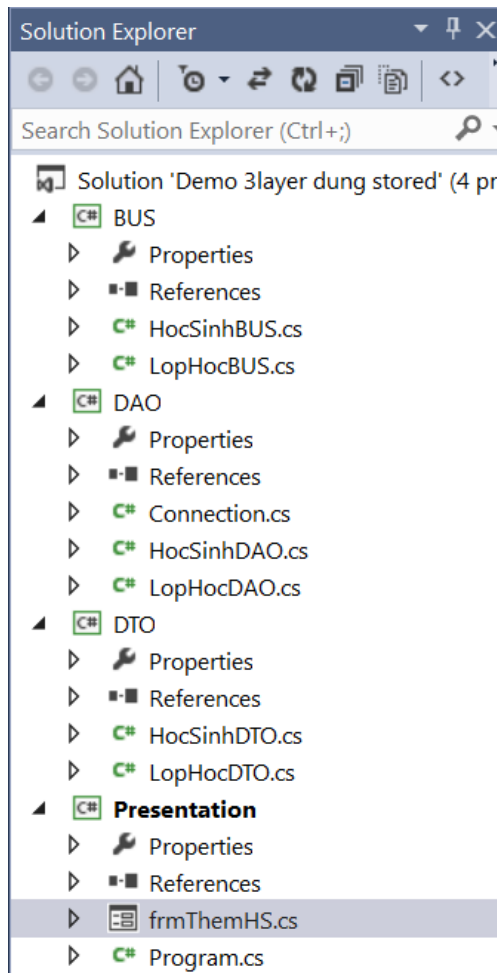 Solution Explorer
Search Solution Explorer (Ctrl+;)
Solution 'Demo 3layer dung stored' (4 pr
C# BUS
Properties
References
C# HocSinhBUS.cs
C# LopHocBUS.cs
C# DAO
Properties
References
C# Connection.cs
C# HocSinhDAO.cs
C# LopHocDAO.cs
C# DTO
Properties
References
C# HocSinhDTO.cs
C# LopHocDTO.cs
C# Presentation
Properties
References
frmThemHS.cs
C# Program.cs